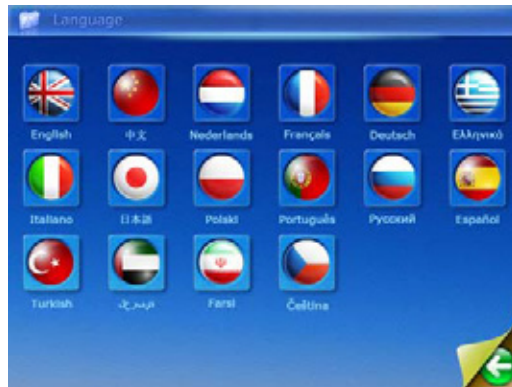 Language
English
中文
Nederlands
Français
Deutsch
Ελληνικά
Italiano
日本語
Polski
Português
Русский
Español
Turkish
Farsi
Čeština